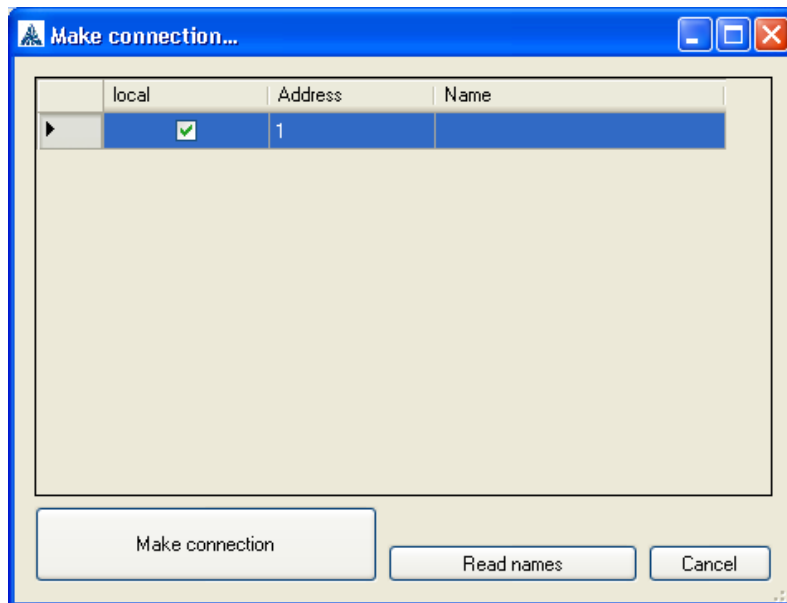 Make connection...
local Address Name
1
Make connection
Read names Cancel